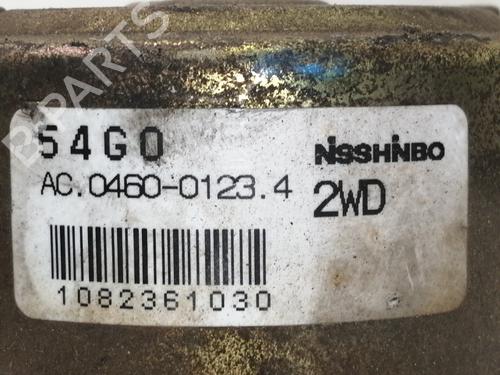 B-PARTS
54G0
NISSHINBO
AC.0460-0123.4
2WD
1082361030